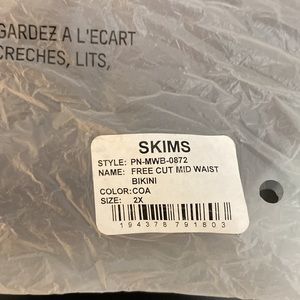 GARDEZ A L'ECART
CRECHES, LITS,
SKIMS
STYLE: PN-MWB-0872
NAME: FREE CUT MID WAIST
BIKINI
COLOR: COA
SIZE: 2X
194378791803